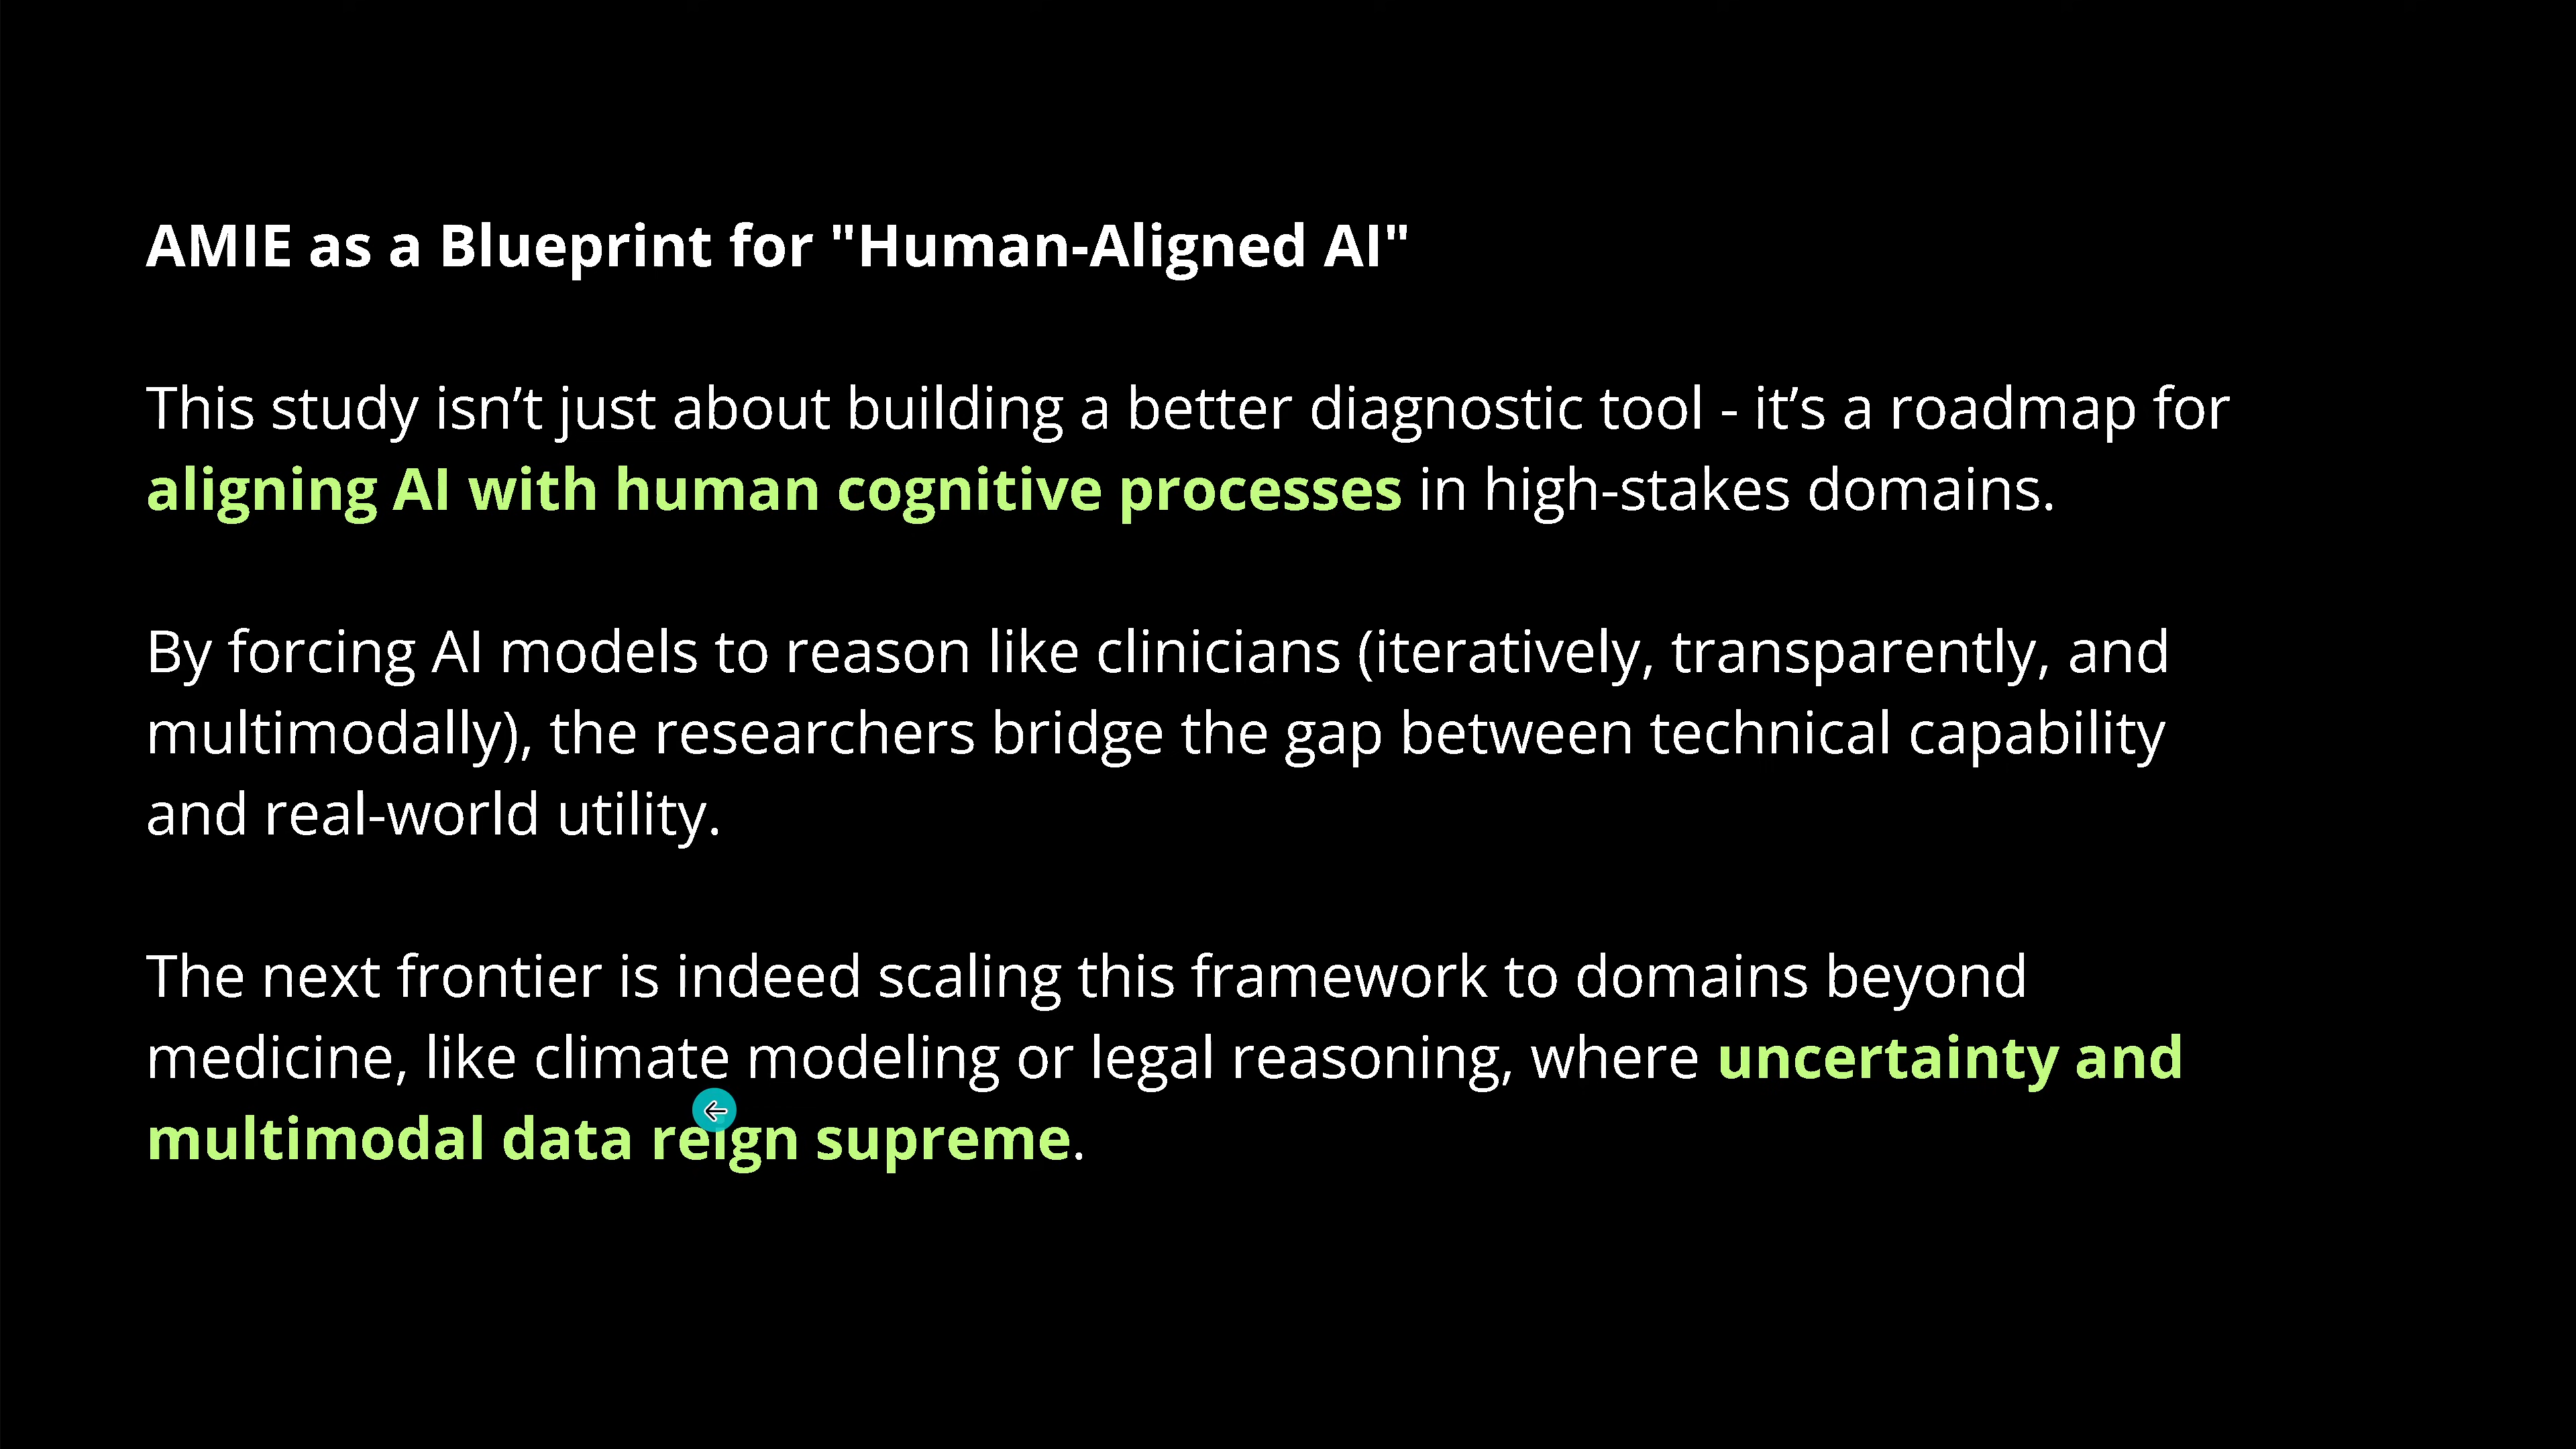 AMIE as a Blueprint for "Human-Aligned AI"
This study isn’t just about building a better diagnostic tool - it’s a roadmap for
aligning AI with human cognitive processes in high-stakes domains.
By forcing AI models to reason like clinicians (iteratively, transparently, and
multimodally), the researchers bridge the gap between technical capability
and real-world utility.
The next frontier is indeed scaling this framework to domains beyond
medicine, like climate modeling or legal reasoning, where uncertainty and
multimodal data reign supreme.